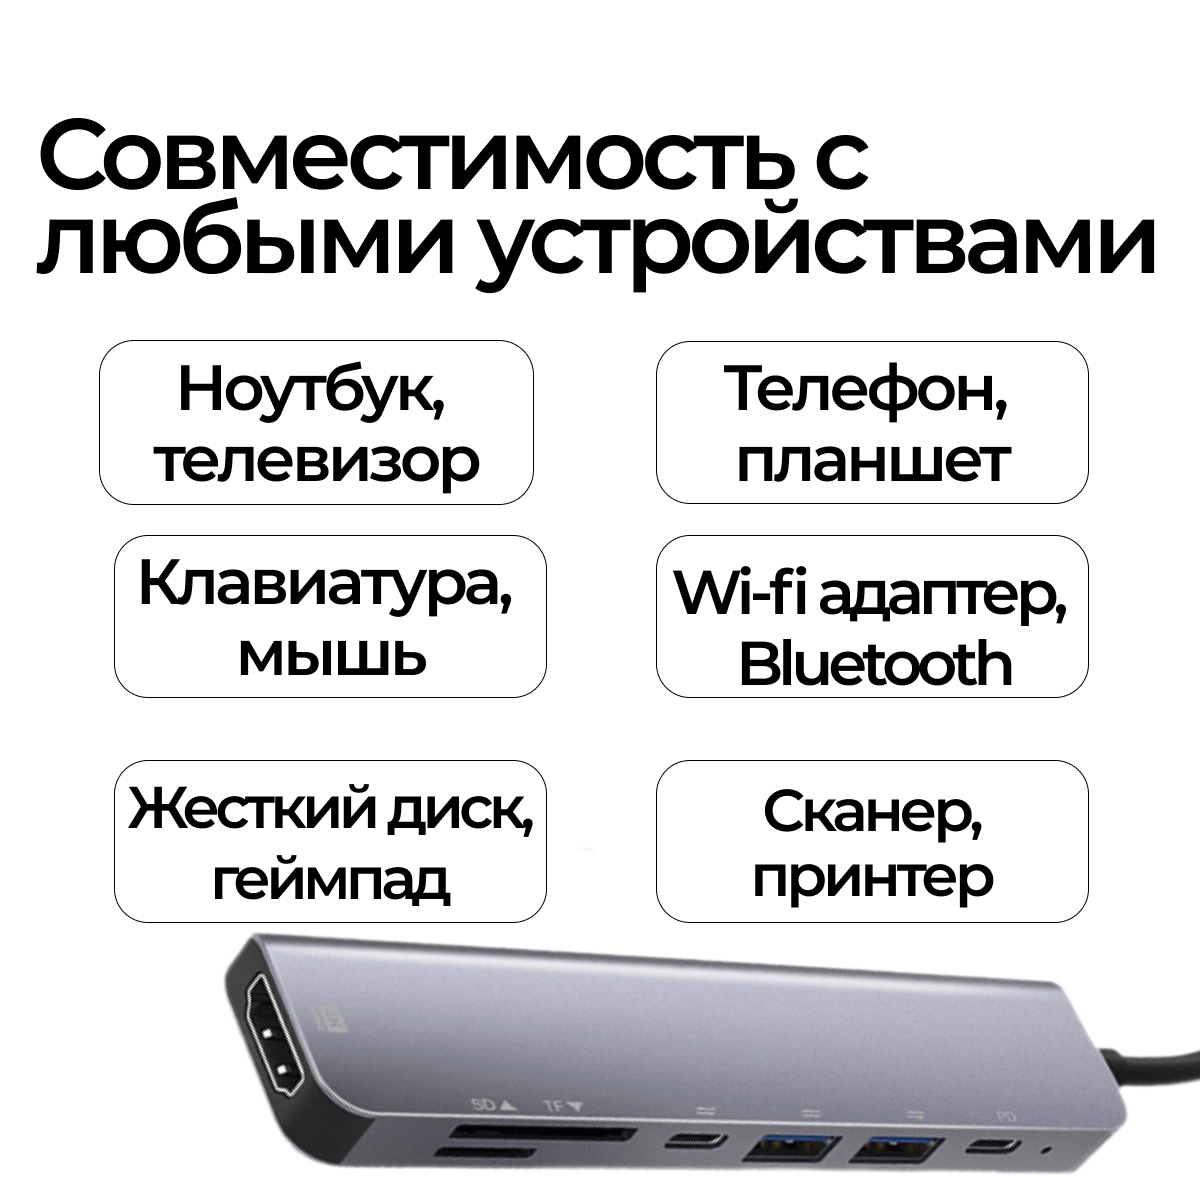 Совместимость с
любыми устройствами
Ноутбук,
телевизор
Телефон,
планшет
Клавиатура,
мышь
Wi-fi адаптер,
Bluetooth
Жесткий диск,
геймпад
Сканер,
принтер
SD▲ TF▼
PD